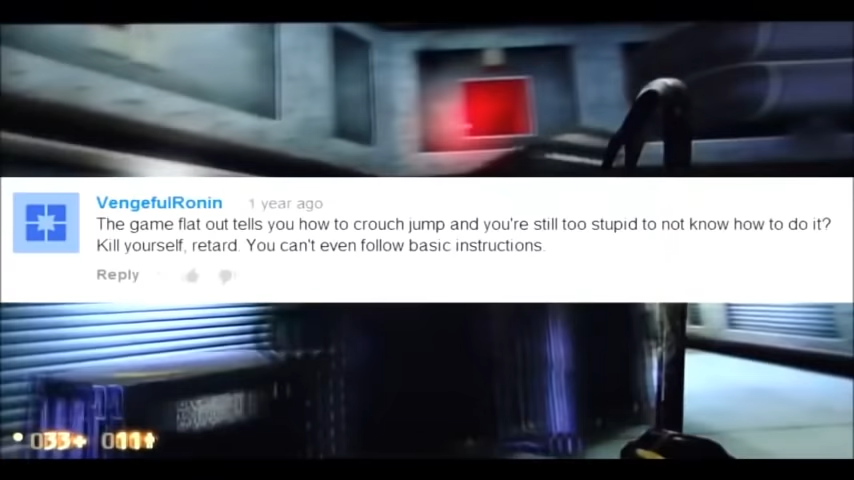 VengefulRonin 1 year ago
The game flat out tells you how to crouch jump and you're still too stupid to not know how to do it?
Kill yourself, retard. You can't even follow basic instructions.
Reply